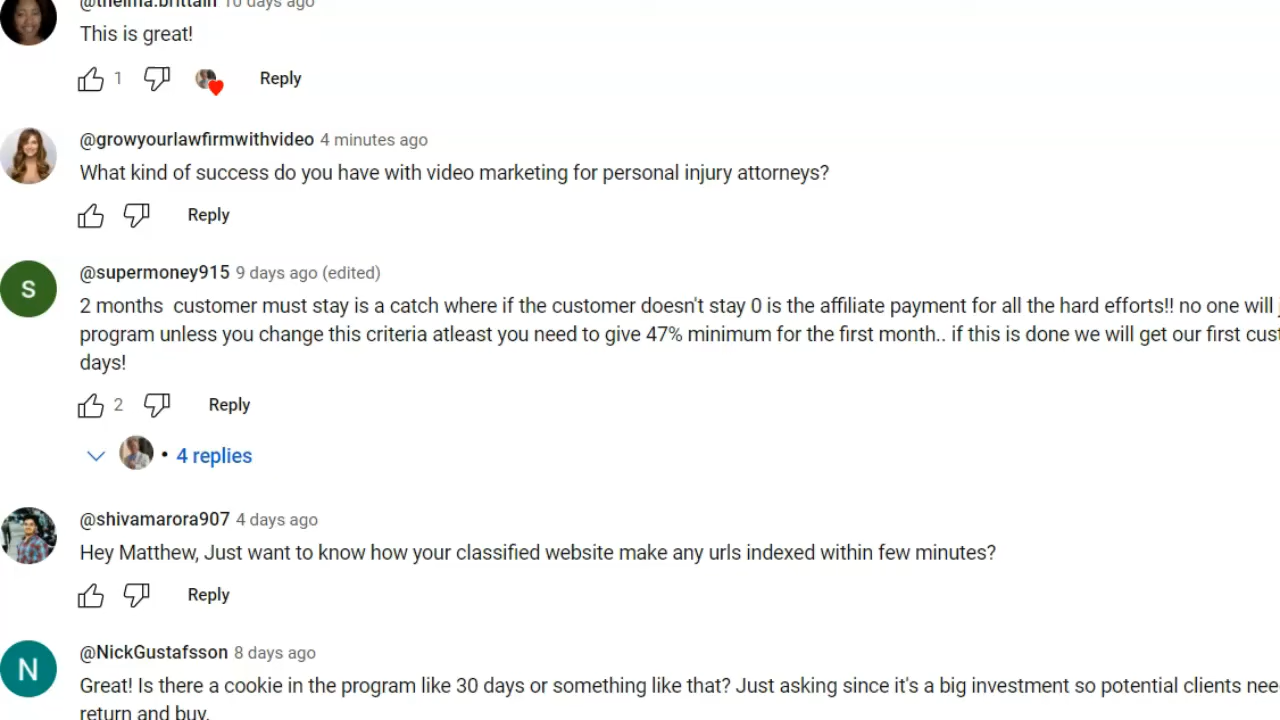 @thelma.brittain 10 days ago
This is great!
1 Reply
@growyourlawfirmwithvideo 4 minutes ago
What kind of success do you have with video marketing for personal injury attorneys?
Reply
S @supermoney915 9 days ago (edited)
2 months customer must stay is a catch where if the customer doesn't stay 0 is the affiliate payment for all the hard efforts!! no one will
program unless you change this criteria atleast you need to give 47% minimum for the first month.. if this is done we will get our first
days!
2 Reply
• 4 replies
@shivamarora907 4 days ago
Hey Matthew, Just want to know how your classified website make any urls indexed within few minutes?
Reply
N @NickGustafsson 8 days ago
Great! Is there a cookie in the program like 30 days or something like that? Just asking since it's a big investment so potential clients
return and buy.